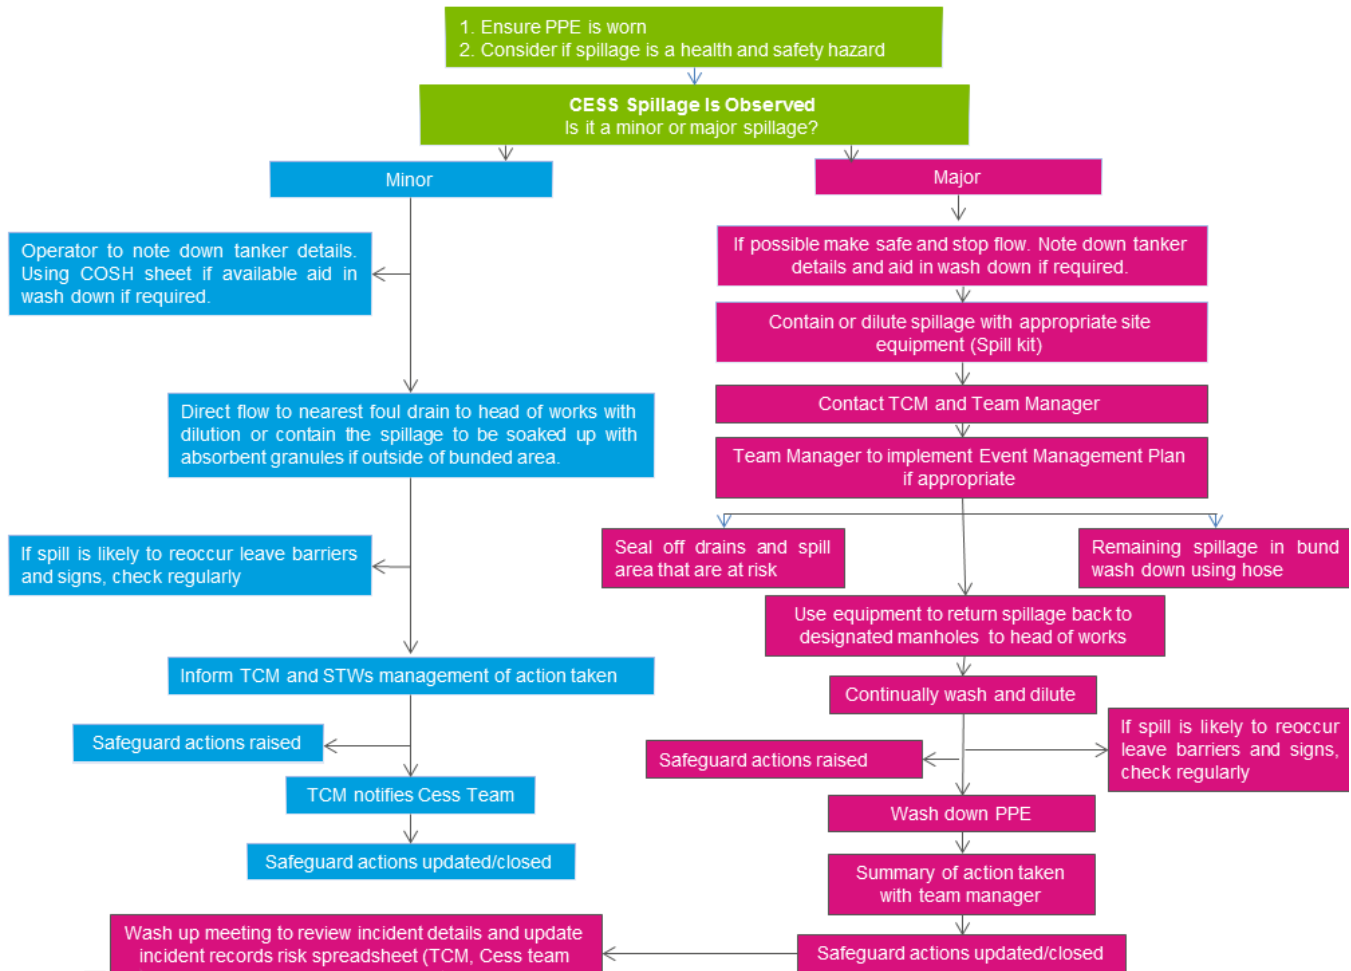 1. Ensure PPE is worn
2. Consider if spillage is a health and safety hazard
CESS Spillage Is Observed
Is it a minor or major spillage?
Minor
Operator to note down tanker details.
Using COSH sheet if available aid in
wash down if required.
Direct flow to nearest foul drain to head of works with
dilution or contain the spillage to be soaked up with
absorbent granules if outside of bunded area.
If spill is likely to reoccur leave barriers
and signs, check regularly
Inform TCM and STWs management of action taken
Safeguard actions raised
TCM notifies Cess Team
Safeguard actions updated/closed
Major
If possible make safe and stop flow. Note down tanker
details and aid in wash down if required.
Contain or dilute spillage with appropriate site
equipment (Spill kit)
Contact TCM and Team Manager
Team Manager to implement Event Management Plan
if appropriate
Seal off drains and spill
area that are at risk
Remaining spillage in bund
wash down using hose
Use equipment to return spillage back to
designated manholes to head of works
Continually wash and dilute
Safeguard actions raised
If spill is likely to reoccur
leave barriers and signs,
check regularly
Wash down PPE
Summary of action taken
with team manager
Safeguard actions updated/closed
Wash up meeting to review incident details and update
incident records risk spreadsheet (TCM, Cess team